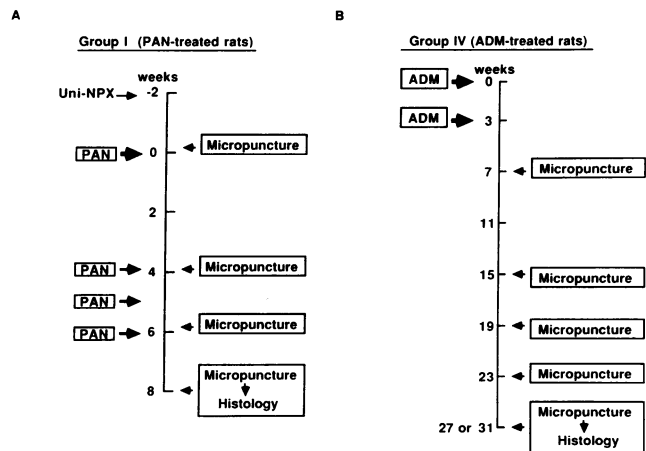 A
Group I (PAN-treated rats)
weeks
Uni-NPX
-2
PAN
0
Micropuncture
2
PAN
4
Micropuncture
PAN
PAN
6
Micropuncture
8
Micropuncture
Histology
B
Group IV (ADM-treated rats)
weeks
ADM
0
ADM
3
7
Micropuncture
11
15
Micropuncture
19
Micropuncture
23
Micropuncture
27 or 31
Micropuncture
Histology